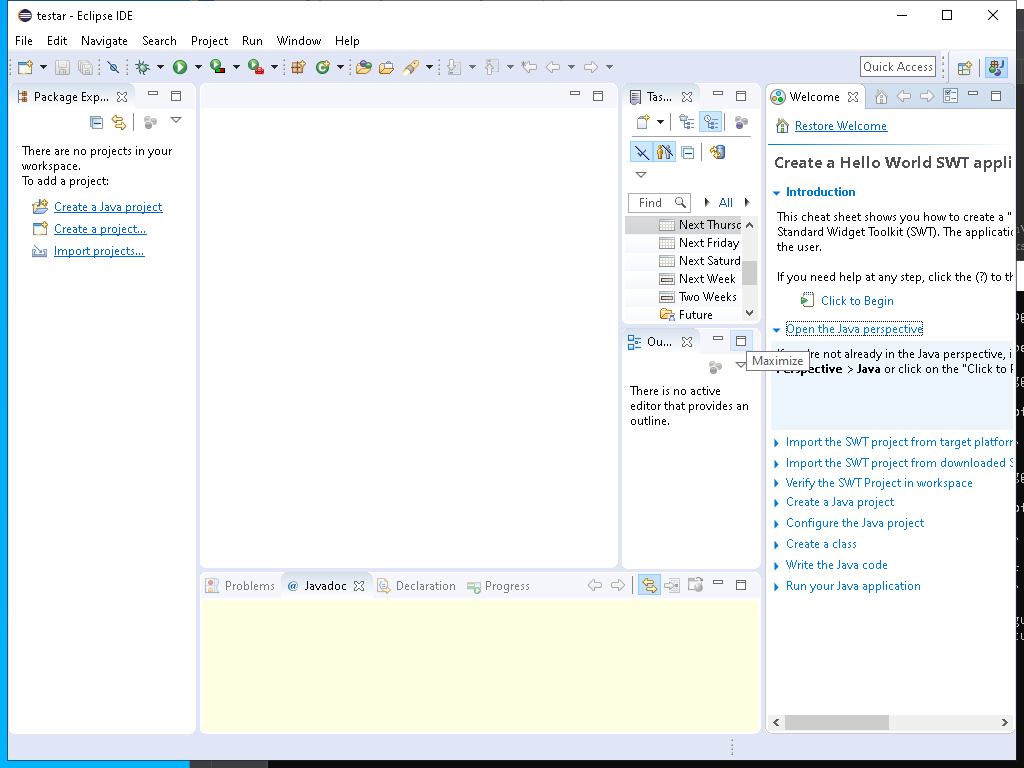 testar - Eclipse IDE
File Edit Navigate Search Project Run Window Help
Quick Access
Package Exp...
There are no projects in your
workspace.
To add a project:
Create a Java project
Create a project...
Import projects...
Tas...
Find
All
Next Thursc
Next Friday
Next Saturd
Next Week
Two Weeks
Future
Ou...
Maximize
There is no active
editor that provides an
outline.
Welcome
Restore Welcome
Create a Hello World SWT appli
Introduction
This cheat sheet shows you how to create a "
Standard Widget Toolkit (SWT). The applicatio
the user.
If you need help at any step, click the (?) to th
Click to Begin
Open the Java perspective
re not already in the Java perspective, i
Perspective > Java or click on the "Click to P
Import the SWT project from target platform
Import the SWT project from downloaded S
Verify the SWT Project in workspace
Create a Java project
Configure the Java project
Create a class
Write the Java code
Run your Java application
Problems @ Javadoc Declaration Progress